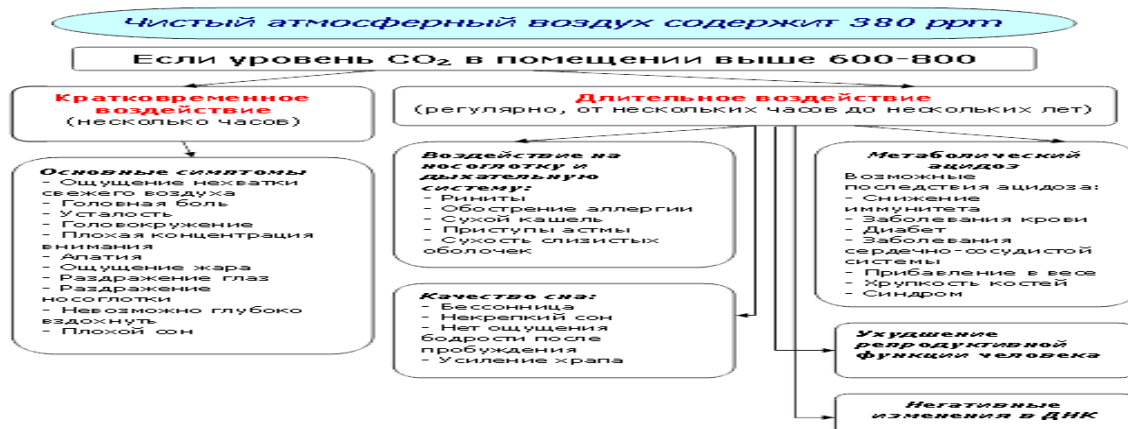 Чистый атмосферный воздух содержит 380 ppm
Если уровень CO₂ в помещении выше 600-800
Кратковременное
воздействие
(несколько часов)
Длительное воздействие
(регулярно, от нескольких часов до нескольких лет)
Основные симптомы
- Ощущение нехватки
свежего воздуха
- Головная боль
- Усталость
- Головокружение
- Плохая концентрация
внимания
- Апатия
- Ощущение жара
- Раздражение глаз
- Раздражение
носоглотки
- Невозможно глубоко
вздохнуть
- Плохой сон
Воздействие на
носоглотку и
дыхательную
систему:
- Риниты
- Обострение аллергии
- Сухой кашель
- Приступы астмы
- Сухость слизистых
оболочек
Качество сна:
- Бессонница
- Некрепкий сон
- Нет ощущения
бодрости после
пробуждения
- Усиление храпа
Метаболический
ацидоз
Возможные
последствия ацидоза:
- Снижение
иммунитета
- Заболевания крови
- Диабет
- Заболевания
сердечно-сосудистой
системы
- Прибавление в весе
- Хрупкость костей
- Синдром
Ухудшение
репродуктивной
функции человека
Негативные
изменения в ДНК